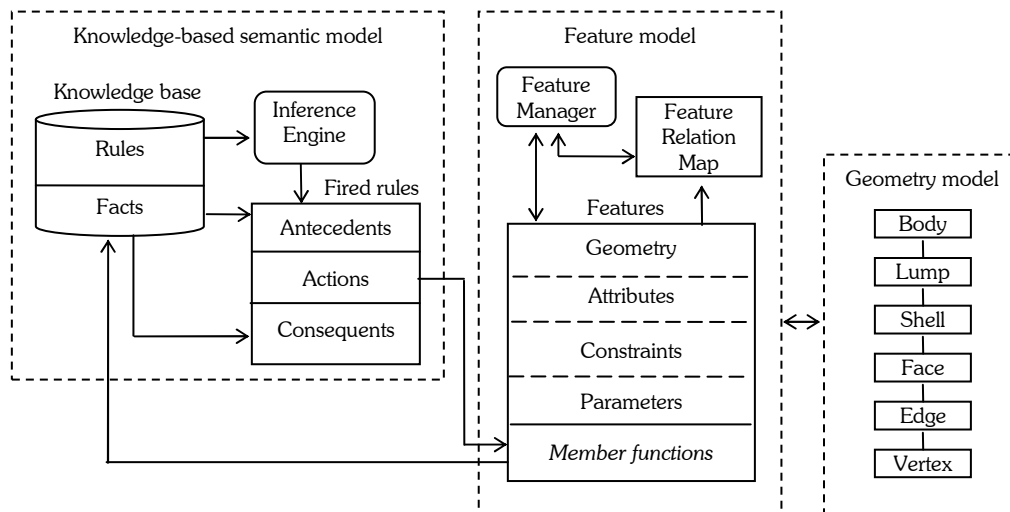 Knowledge-based semantic model
Knowledge base
Rules
Facts
Inference
Engine
Fired rules
Antecedents
Actions
Consequents
Feature model
Feature
Manager
Feature
Relation
Map
Features
Geometry
Attributes
Constraints
Parameters
Member functions
Geometry model
Body
Lump
Shell
Face
Edge
Vertex